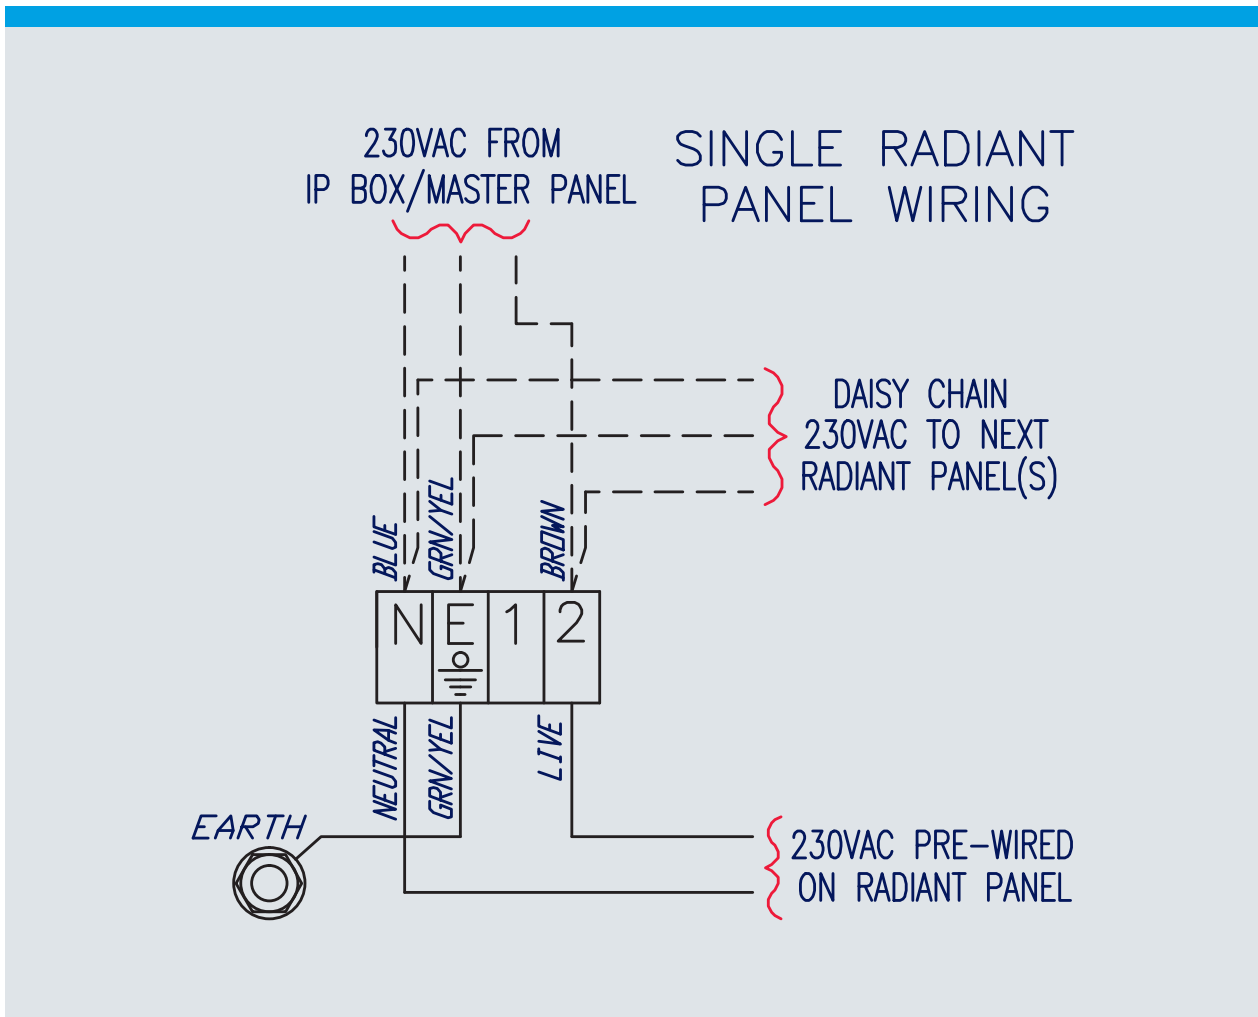 230VAC FROM
IP BOX/MASTER PANEL
SINGLE RADIANT
PANEL WIRING
DAISY CHAIN
230VAC TO NEXT
RADIANT PANEL(S)
BLUE
GRN/YEL
BROWN
N E 1 2
NEUTRAL
GRN/YEL
LIVE
EARTH
230VAC PRE-WIRED
ON RADIANT PANEL